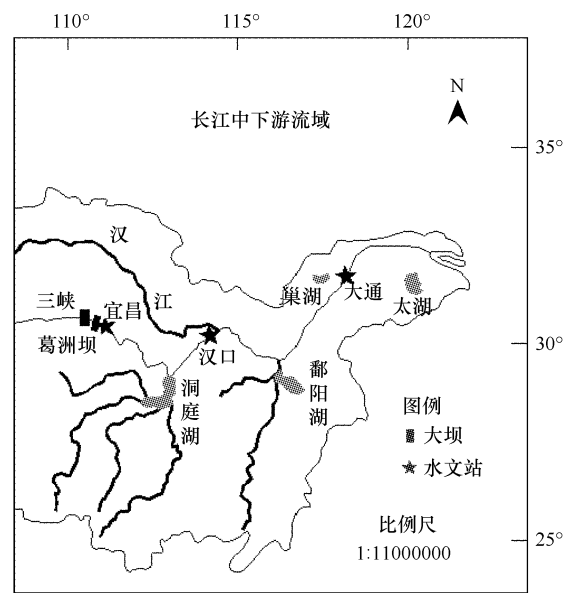 110°
115°
120°
N
长江中下游流域
35°
汉
江
三峡
宜昌
葛洲坝
汉口
巢湖
大通
太湖
30°
洞庭湖
鄱阳湖
图例
大坝
水文站
比例尺
1:11000000
25°